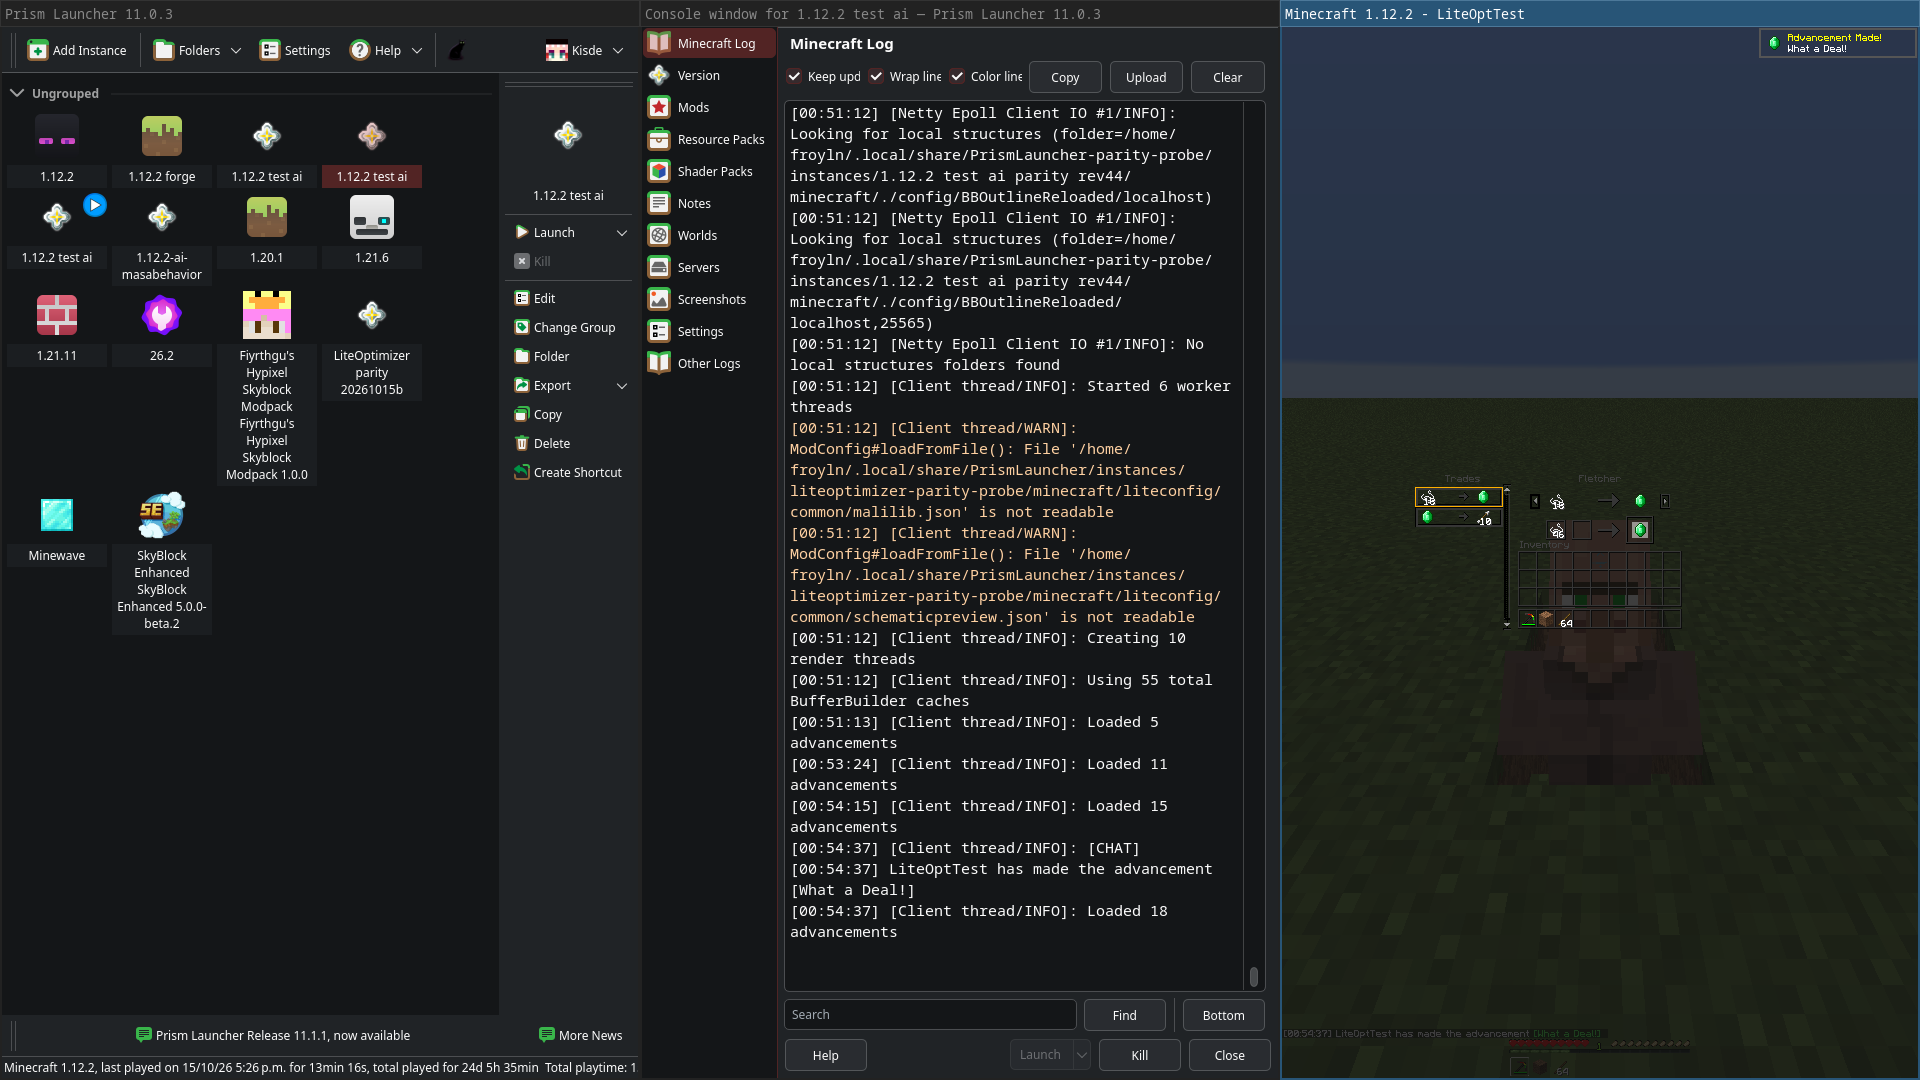 Prism Launcher 11.0.3
Add Instance
Folders
Settings
Help
Kisde
Ungrouped
1.12.2
1.12.2 forge
1.12.2 test ai
1.12.2 test ai
1.12.2 test ai
1.12.2-ai-
masabehavior
1.20.1
1.21.6
1.21.11
26.2
Fiyrthgu's
Hypixel
Skyblock
Modpack
Fiyrthgu's
Hypixel
Skyblock
Modpack 1.0.0
LiteOptimizer
parity
20261015b
Minewave
SkyBlock
Enhanced
SkyBlock
Enhanced 5.0.0-
beta.2
1.12.2 test ai
Launch
Kill
Edit
Change Group
Folder
Export
Copy
Delete
Create Shortcut
Prism Launcher Release 11.1.1, now available
More News
Minecraft 1.12.2, last played on 15/10/26 5:26 p.m. for 13min 16s, total played for 24d 5h 35min
Total playtime: 1
Console window for 1.12.2 test ai — Prism Launcher 11.0.3
Minecraft Log
Version
Mods
Resource Packs
Shader Packs
Notes
Worlds
Servers
Screenshots
Settings
Other Logs
Minecraft Log
Keep upd
Wrap line
Color line
Copy
Upload
Clear
[00:51:12] [Netty Epoll Client IO #1/INFO]:
Looking for local structures (folder=/home/
froyln/.local/share/PrismLauncher-parity-probe/
instances/1.12.2 test ai parity rev44/
minecraft/./config/BBOutlineReloaded/localhost)
[00:51:12] [Netty Epoll Client IO #1/INFO]:
Looking for local structures (folder=/home/
froyln/.local/share/PrismLauncher-parity-probe/
instances/1.12.2 test ai parity rev44/
minecraft/./config/BBOutlineReloaded/
localhost,25565)
[00:51:12] [Netty Epoll Client IO #1/INFO]: No
local structures folders found
[00:51:12] [Client thread/INFO]: Started 6 worker
threads
[00:51:12] [Client thread/WARN]:
ModConfig#loadFromFile(): File '/home/
froyln/.local/share/PrismLauncher/instances/
liteoptimizer-parity-probe/minecraft/liteconfig/
common/malilib.json' is not readable
[00:51:12] [Client thread/WARN]:
ModConfig#loadFromFile(): File '/home/
froyln/.local/share/PrismLauncher/instances/
liteoptimizer-parity-probe/minecraft/liteconfig/
common/schematicpreview.json' is not readable
[00:51:12] [Client thread/INFO]: Creating 10
render threads
[00:51:12] [Client thread/INFO]: Using 55 total
BufferBuilder caches
[00:51:13] [Client thread/INFO]: Loaded 5
advancements
[00:53:24] [Client thread/INFO]: Loaded 11
advancements
[00:54:15] [Client thread/INFO]: Loaded 15
advancements
[00:54:37] [Client thread/INFO]: [CHAT]
[00:54:37] LiteOptTest has made the advancement
[What a Deal!]
[00:54:37] [Client thread/INFO]: Loaded 18
advancements
Search
Find
Bottom
Help
Launch
Kill
Close
Minecraft 1.12.2 - LiteOptTest
Advancement Made!
What a Deal!
Trades
Fletcher
Inventory
64
[00:54:37] LiteOptTest has made the advancement [What a Deal!]
64